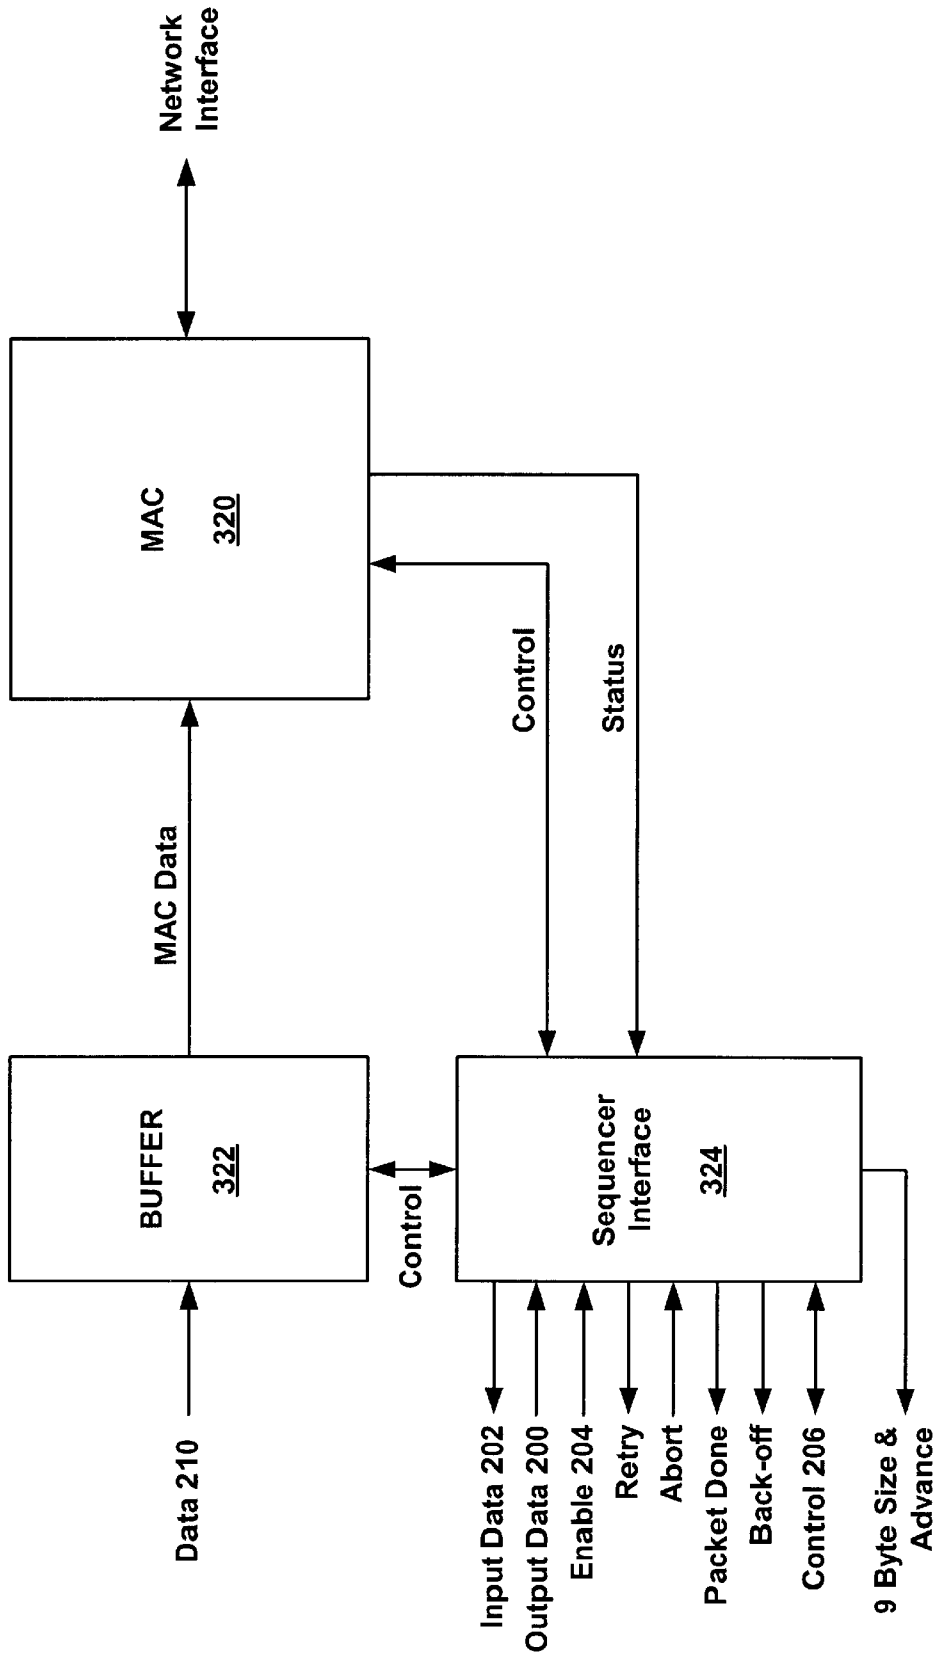 Data 210
BUFFER
322
MAC Data
MAC
320
Network
Interface
Control
Control
Status
Sequencer
Interface
324
Input Data 202
Output Data 200
Enable 204
Retry
Abort
Packet Done
Back-off
Control 206
9 Byte Size &
Advance